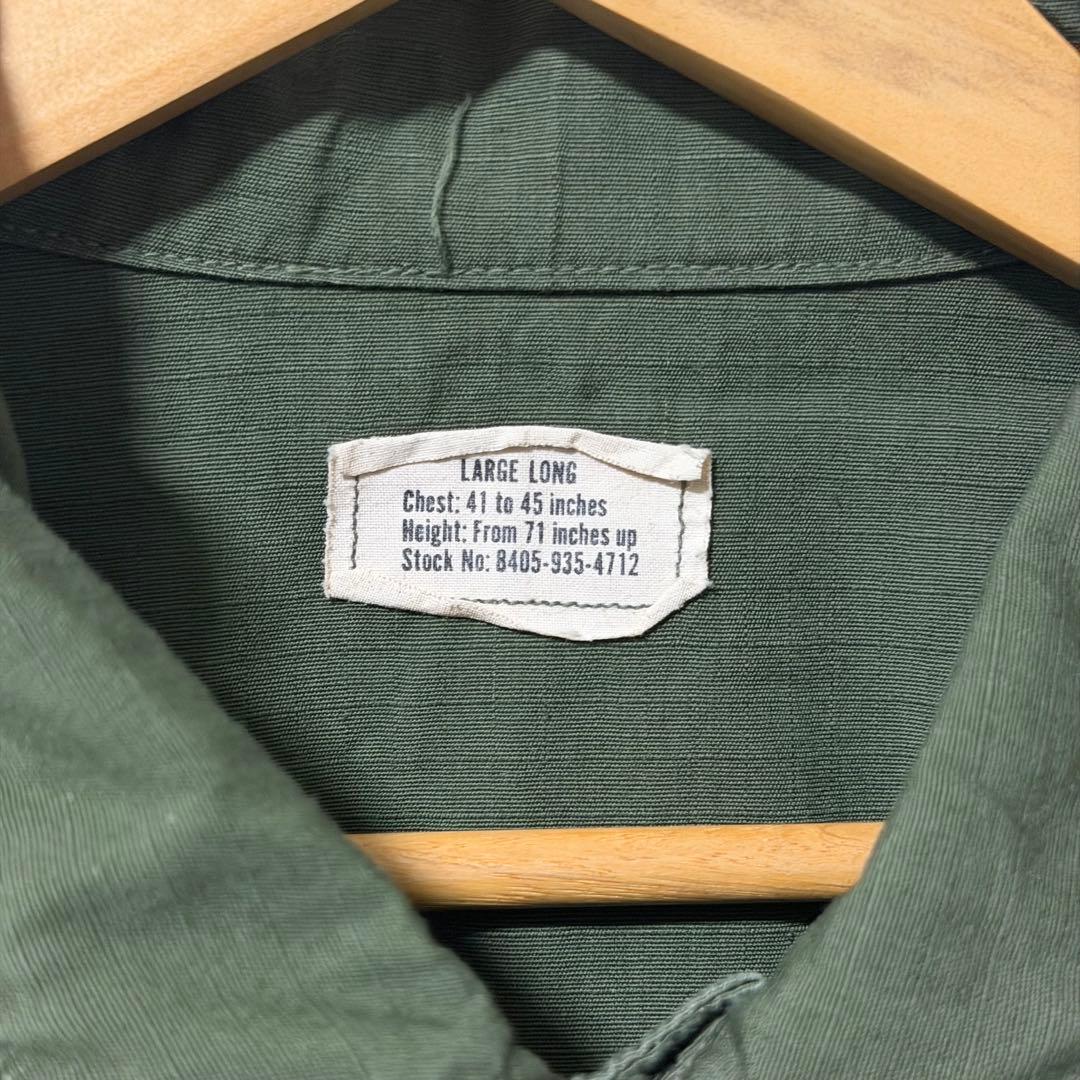 LARGE LONG
Chest: 41 to 45 inches
Height: From 71 inches up
Stock No: 8405-935-4712